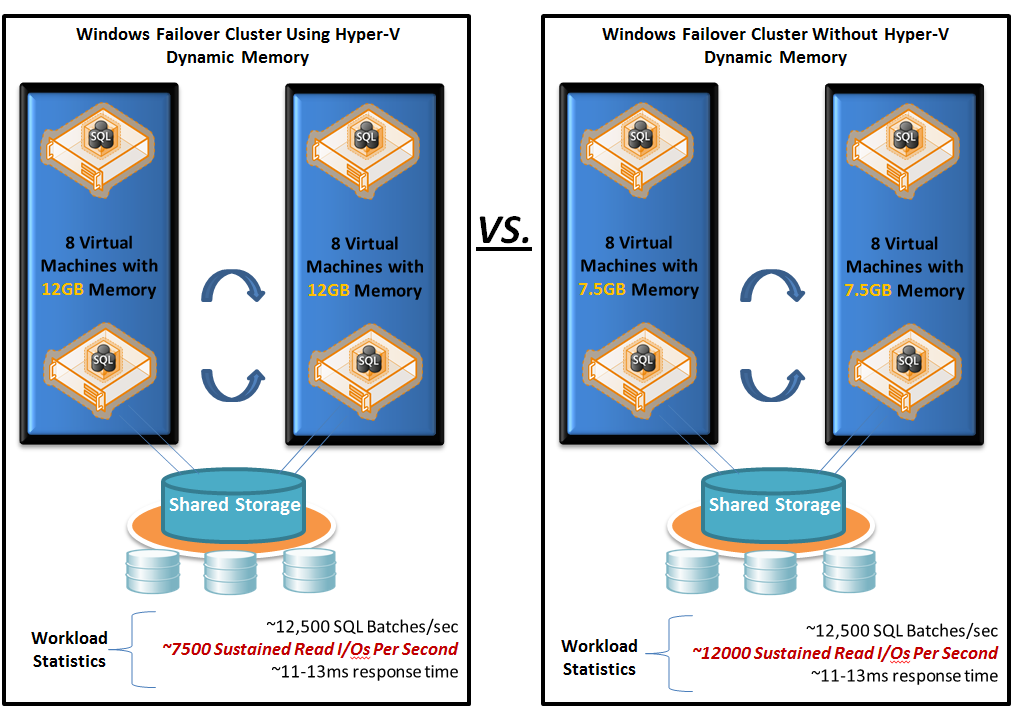 Windows Failover Cluster Using Hyper-V
Dynamic Memory
SQL
SQL
8 Virtual
Machines with
12GB Memory
8 Virtual
Machines with
12GB Memory
SQL
SQL
Shared Storage
Workload
Statistics
~12,500 SQL Batches/sec
~7500 Sustained Read I/Os Per Second
~11-13ms response time
VS.
Windows Failover Cluster Without Hyper-V
Dynamic Memory
SQL
SQL
8 Virtual
Machines with
7.5GB Memory
8 Virtual
Machines with
7.5GB Memory
SQL
SQL
Shared Storage
Workload
Statistics
~12,500 SQL Batches/sec
~12000 Sustained Read I/Os Per Second
~11-13ms response time